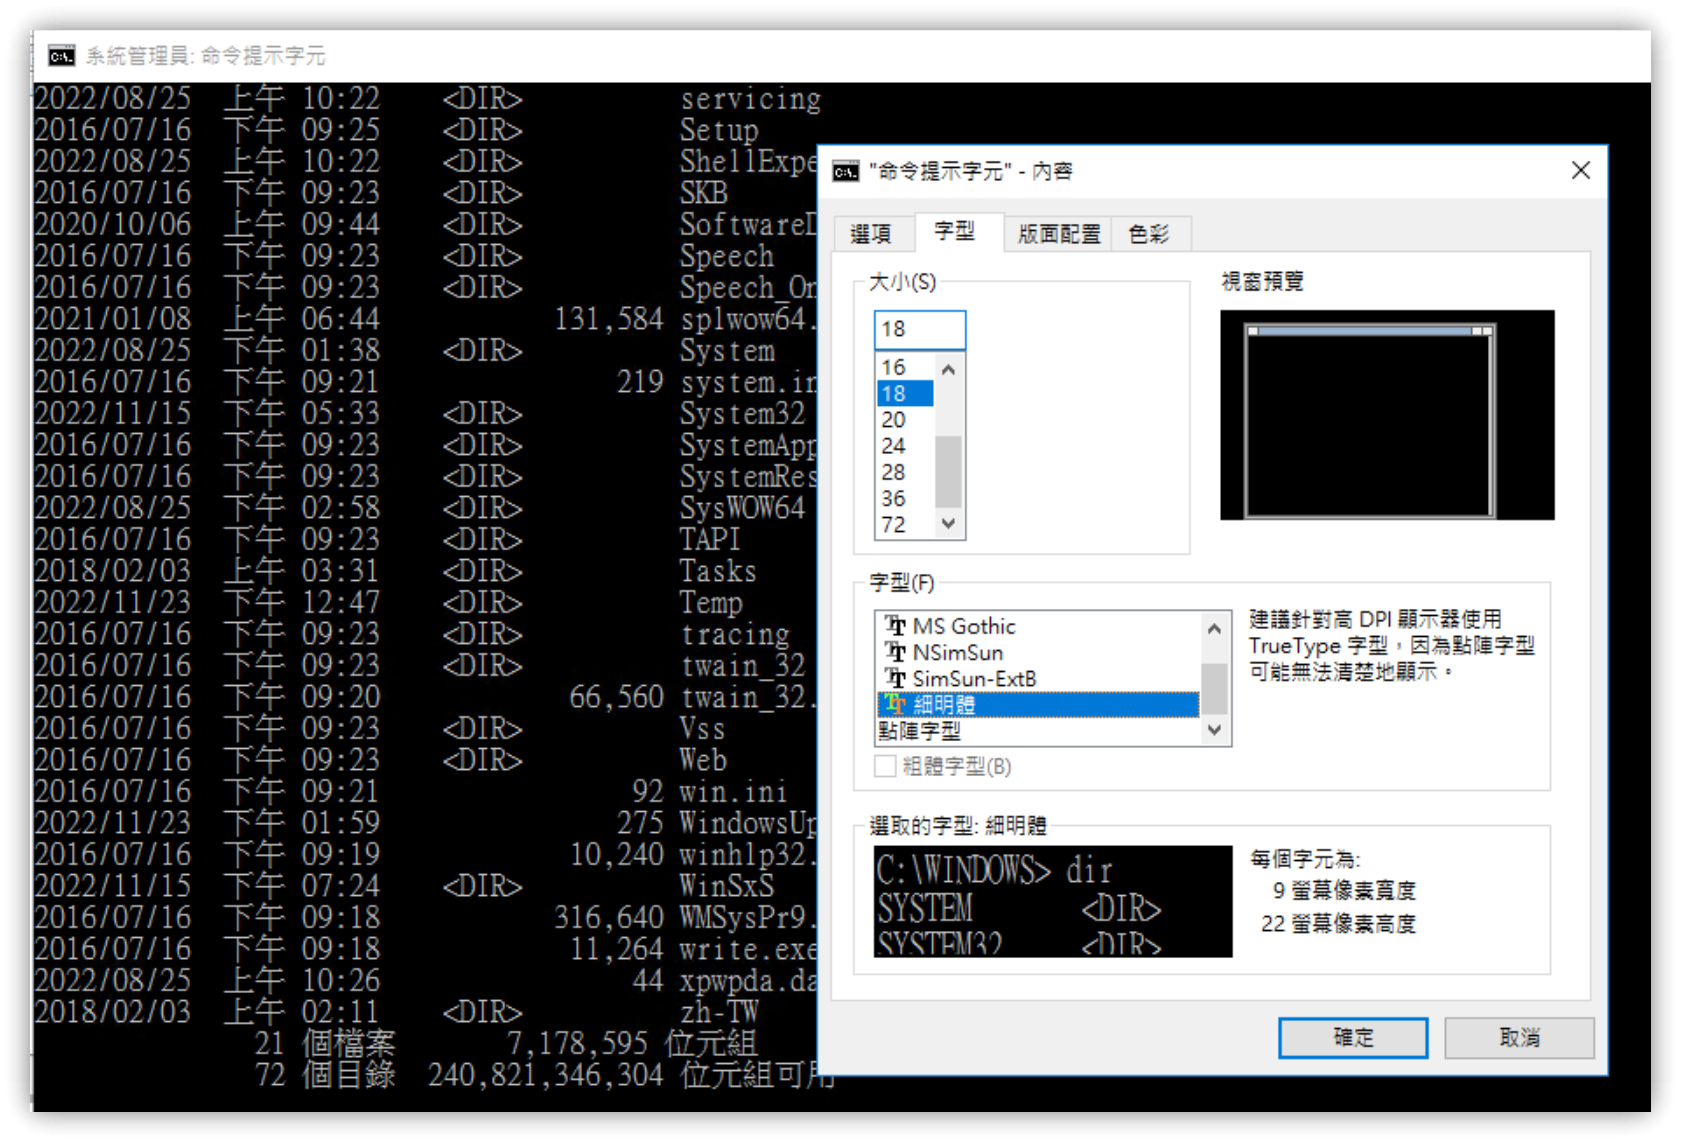 系統管理員: 命令提示字元
2022/08/25 上午 10:22 <DIR> servicing
2016/07/16 下午 09:25 <DIR> Setup
2022/08/25 上午 10:22 <DIR> ShellExpe
2016/07/16 下午 09:23 <DIR> SKB
2020/10/06 上午 09:44 <DIR> SoftwareD
2016/07/16 下午 09:23 <DIR> Speech
2016/07/16 下午 09:23 <DIR> Speech_On
2021/01/08 上午 06:44 131,584 splwow64.
2022/08/25 下午 01:38 <DIR> System
2016/07/16 下午 09:21 219 system.in
2022/11/15 下午 05:33 <DIR> System32
2016/07/16 下午 09:23 <DIR> SystemApp
2016/07/16 下午 09:23 <DIR> SystemRes
2022/08/25 下午 02:58 <DIR> SysWOW64
2016/07/16 下午 09:23 <DIR> TAPI
2018/02/03 上午 03:31 <DIR> Tasks
2022/11/23 下午 12:47 <DIR> Temp
2016/07/16 下午 09:23 <DIR> tracing
2016/07/16 下午 09:23 <DIR> twain_32
2016/07/16 下午 09:20 66,560 twain_32.
2016/07/16 下午 09:23 <DIR> Vss
2016/07/16 下午 09:23 <DIR> Web
2016/07/16 下午 09:21 92 win.ini
2022/11/23 下午 01:59 275 WindowsUp
2016/07/16 下午 09:19 10,240 winhlp32.
2022/11/15 下午 07:24 <DIR> WinSxS
2016/07/16 下午 09:18 316,640 WMSysPr9.
2016/07/16 下午 09:18 11,264 write.exe
2022/08/25 上午 10:26 44 xpwpda.da
2018/02/03 上午 02:11 <DIR> zh-TW
21 個檔案 7,178,595 位元組
72 個目錄 240,821,346,304 位元組可用
"命令提示字元" - 內容
選項 字型 版面配置 色彩
大小(S)
18
16
18
20
24
28
36
72
視窗預覽
字型(F)
MS Gothic
NSimSun
SimSun-ExtB
細明體
點陣字型
粗體字型(B)
建議針對高 DPI 顯示器使用
TrueType 字型，因為點陣字型
可能無法清楚地顯示。
選取的字型: 細明體
C:\WINDOWS> dir
SYSTEM <DIR>
SYSTEM32 <DIR>
每個字元為:
9 螢幕像素寬度
22 螢幕像素高度
確定 取消